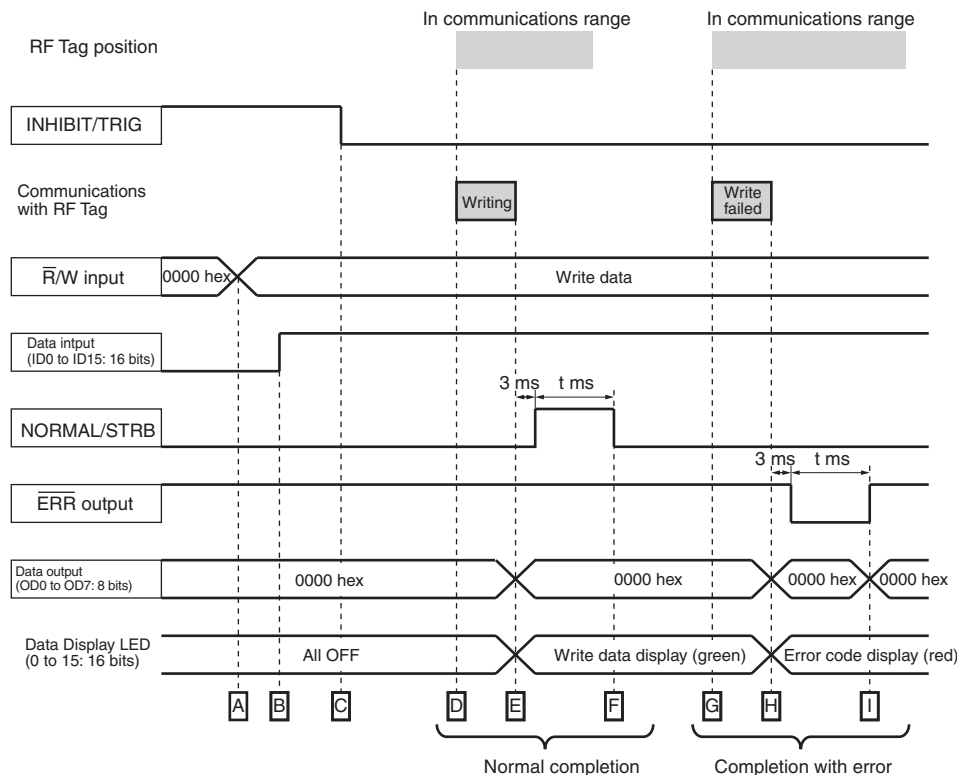 In communications range In communications range
RF Tag position
INHIBIT/TRIG
Communications
with RF Tag
Writing
Write
failed
R̅/W input
0000 hex
Write data
Data intput
(ID0 to ID15: 16 bits)
3 ms t ms
NORMAL/STRB
3 ms t ms
E̅R̅R̅ output
Data output
(OD0 to OD7: 8 bits)
0000 hex 0000 hex 0000 hex 0000 hex
Data Display LED
(0 to 15: 16 bits)
All OFF Write data display (green) Error code display (red)
A B C D E F G H I
Normal completion Completion with error